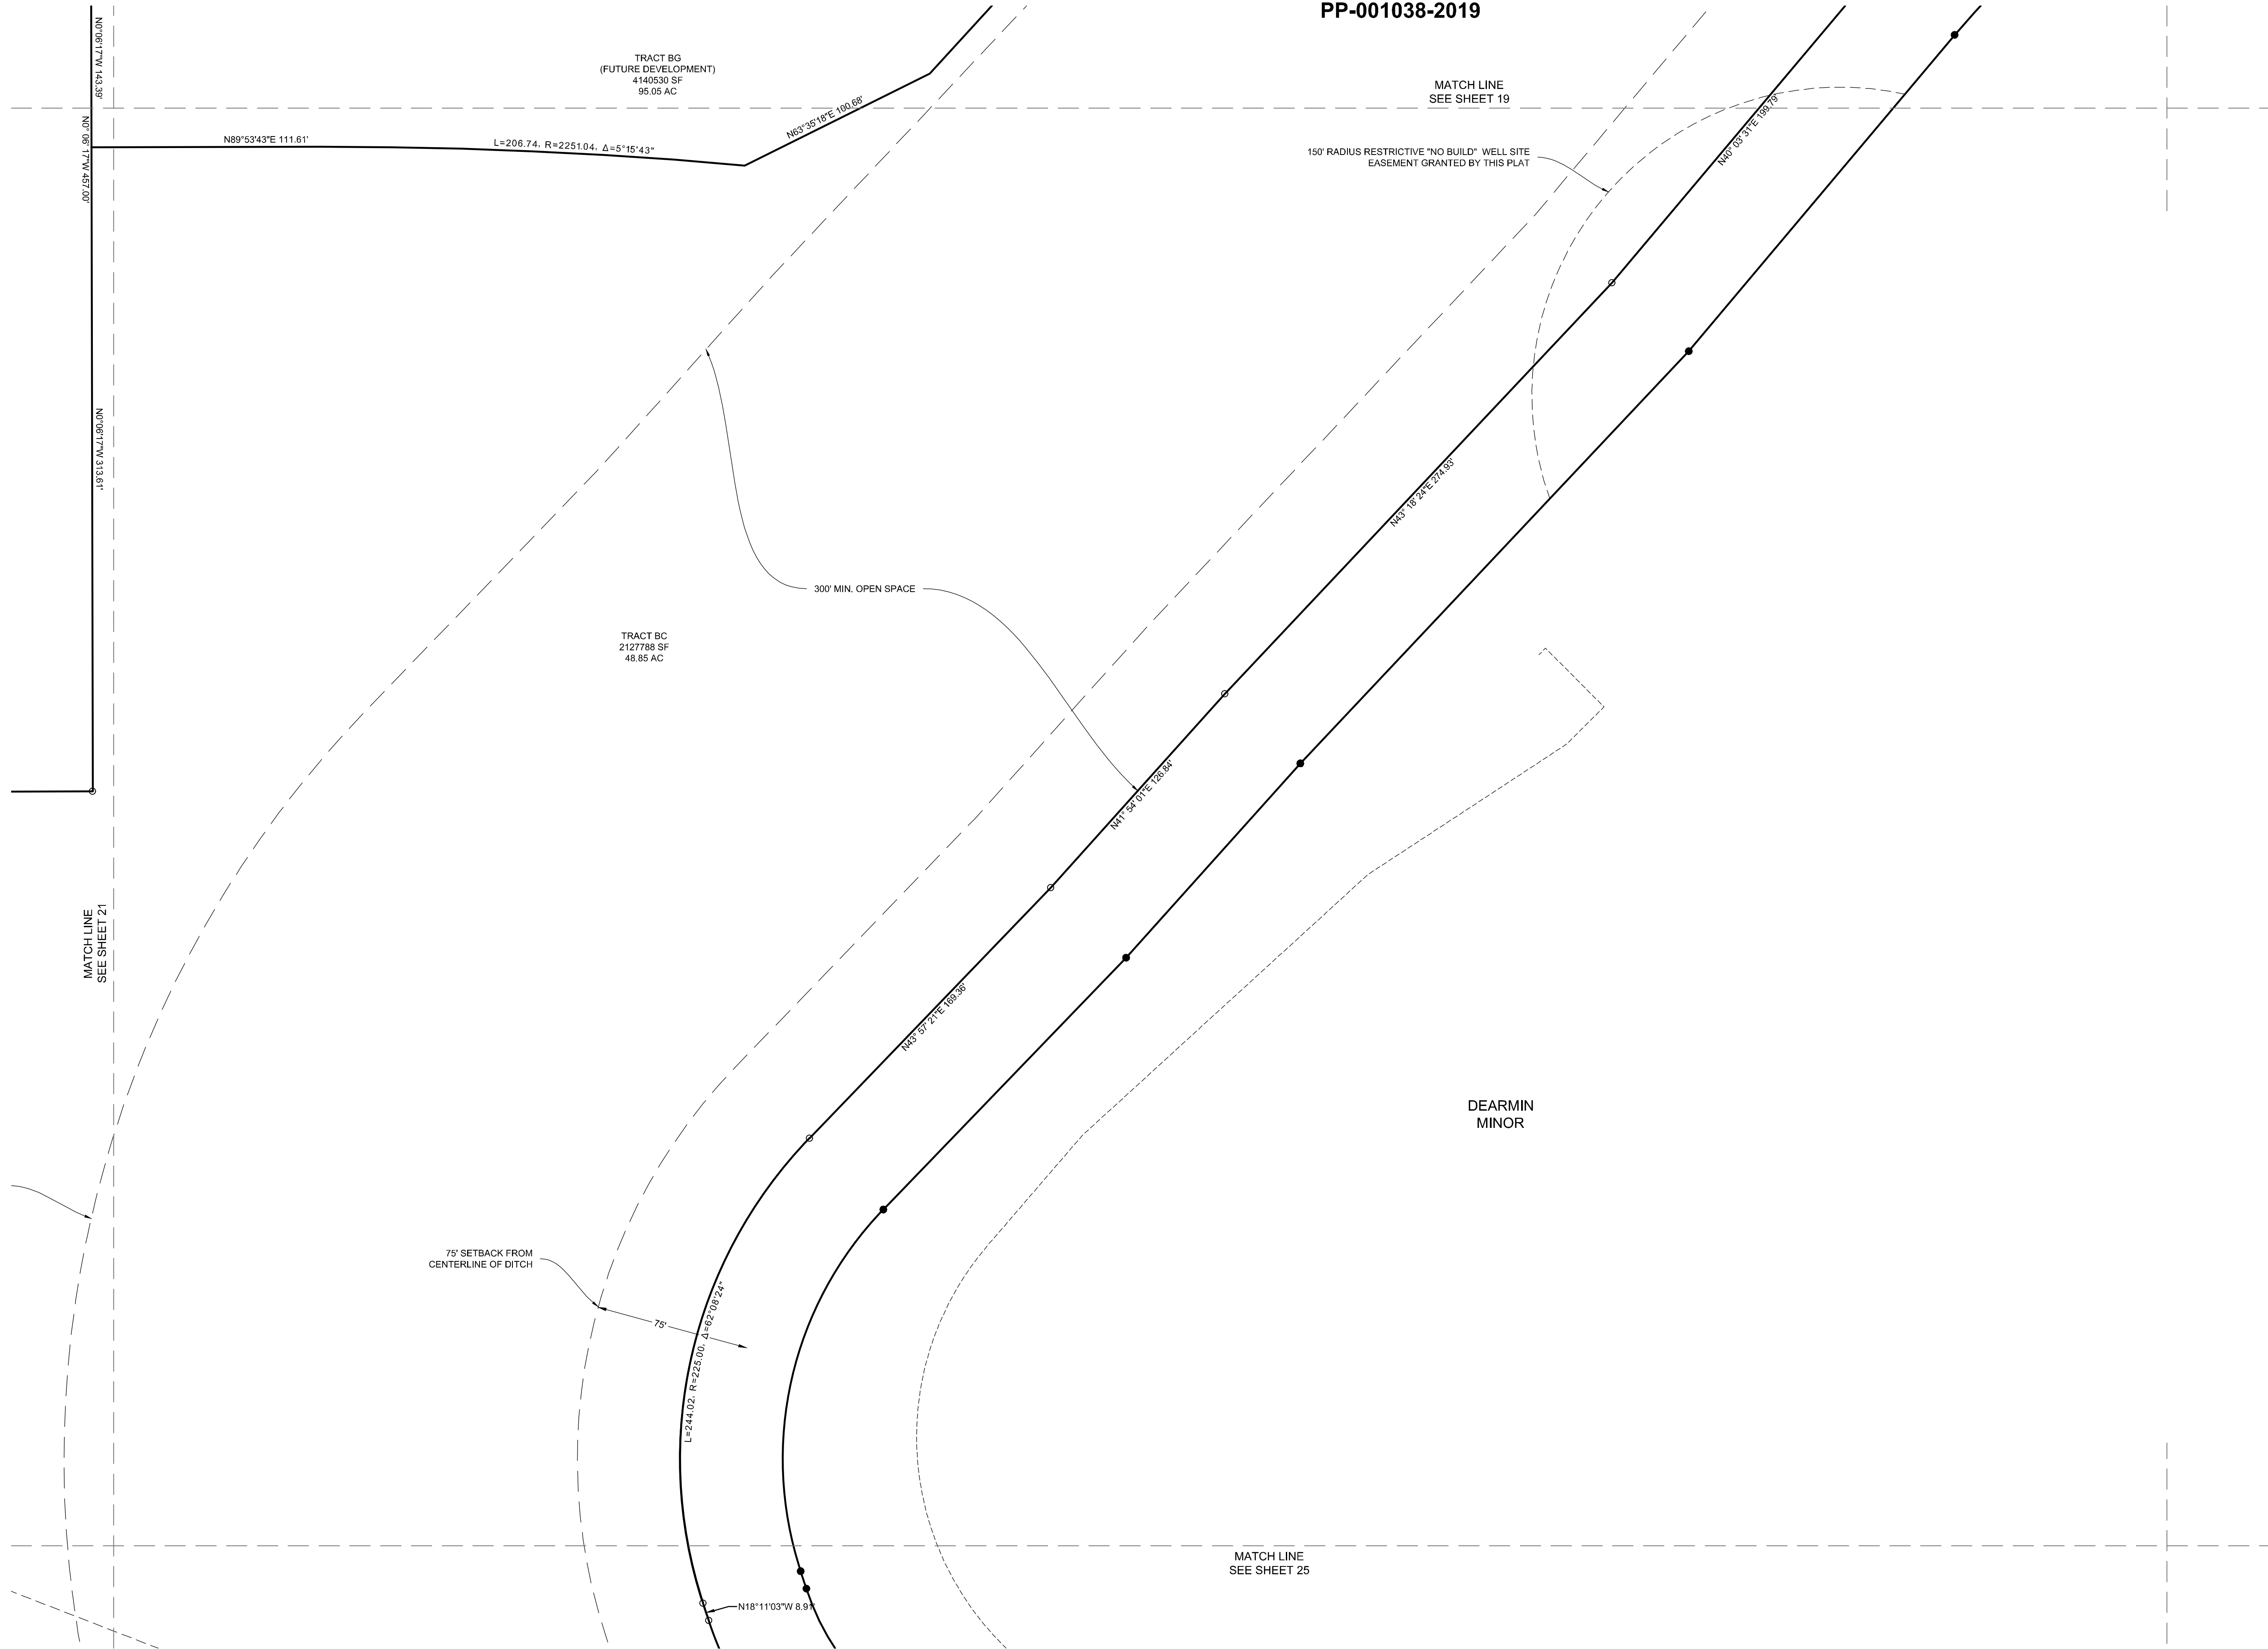 PP-001038-2019
N0°06'17"W 143.39'
TRACT BG
(FUTURE DEVELOPMENT)
4140530 SF
95.05 AC
MATCH LINE
SEE SHEET 19
N63°35'18"E 100.68'
N40° 03' 31"E 199.79'
N0° 06' 17"W 457.00'
N89°53'43"E 111.61'
L=206.74, R=2251.04, Δ=5°15'43"
150' RADIUS RESTRICTIVE "NO BUILD" WELL SITE
EASEMENT GRANTED BY THIS PLAT
N0°06'17"W 313.61'
N43° 18' 24"E 274.93'
300' MIN. OPEN SPACE
TRACT BC
2127788 SF
48.85 AC
N41° 54' 01"E 126.84'
MATCH LINE
SEE SHEET 21
N43° 57' 21"E 169.36'
DEARMIN
MINOR
75' SETBACK FROM
CENTERLINE OF DITCH
75'
L=244.02, R=225.00, Δ=62°08'24"
MATCH LINE
SEE SHEET 25
N18°11'03"W 8.91'